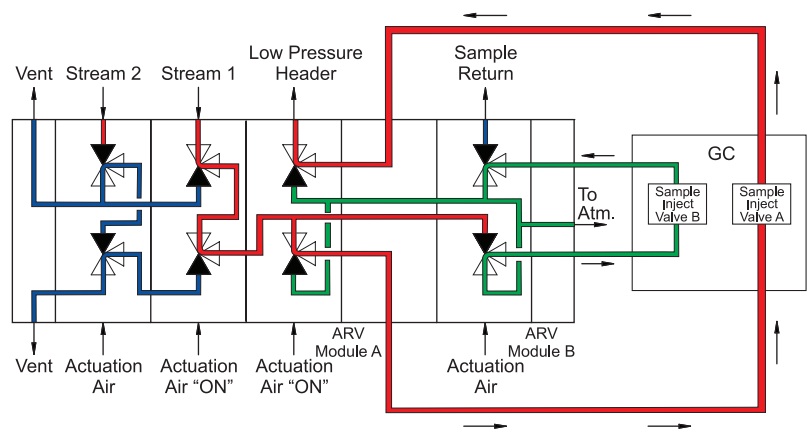 Vent
Stream 2
Stream 1
Low Pressure
Header
Sample
Return
GC
To
Atm.
Sample
Inject
Valve B
Sample
Inject
Valve A
Vent
Actuation
Air
Actuation
Air “ON”
Actuation
Air “ON”
ARV
Module A
Actuation
Air
ARV
Module B